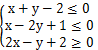 x + y − 2 ≤ 0
x − 2y + 1 ≤ 0
2x − y + 2 ≥ 0